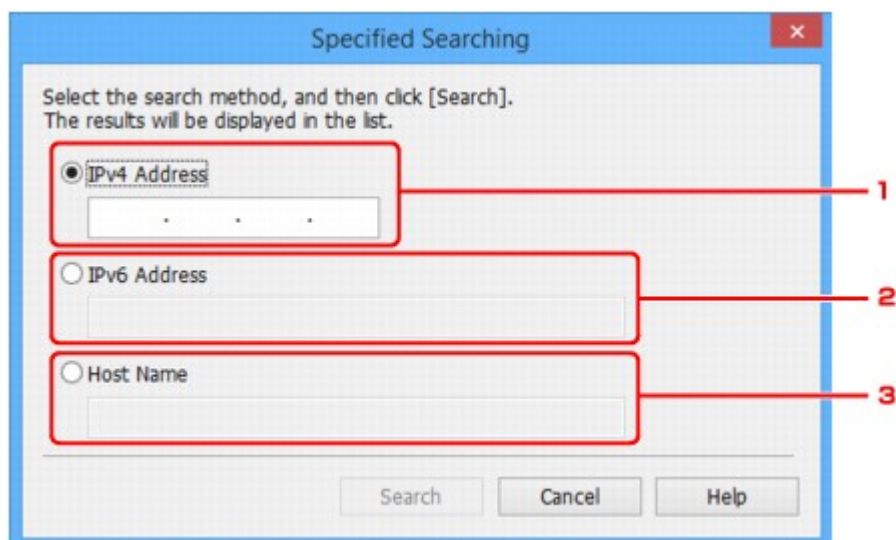 Specified Searching
Select the search method, and then click [Search].
The results will be displayed in the list.
IPv4 Address
. . .
1
IPv6 Address
2
Host Name
3
Search Cancel Help